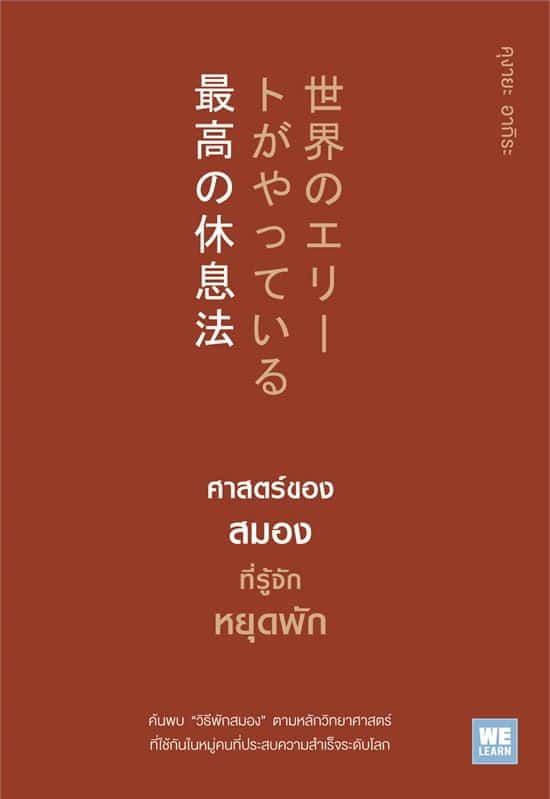 คุงายะ อากิระ
世界のエリー
トがやっている
最高の休息法
ศาสตร์ของ
สมอง
ที่รู้จัก
หยุดพัก
ค้นพบ “วิธีพักสมอง” ตามหลักวิทยาศาสตร์
ที่ใช้กันในหมู่คนที่ประสบความสำเร็จระดับโลก
WE
LEARN